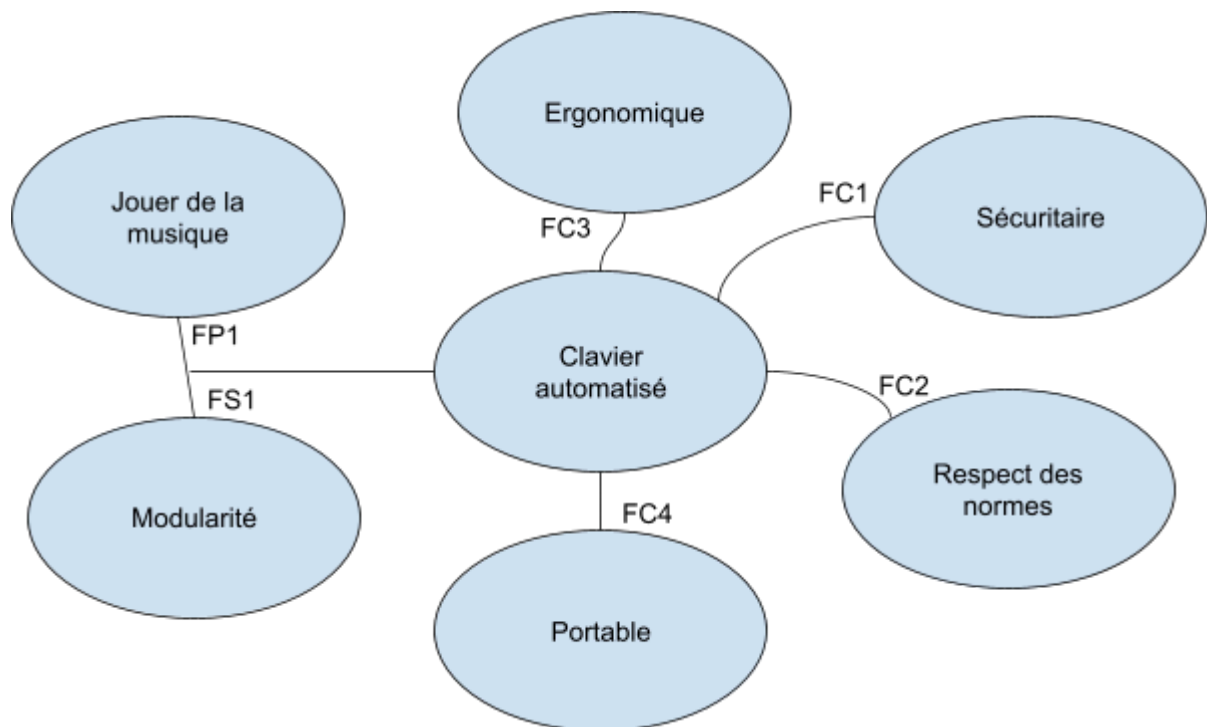 Ergonomique
Jouer de la
musique
FC1
Sécuritaire
FC3
FP1
Clavier
automatisé
FS1
FC2
Respect des
normes
Modularité
FC4
Portable